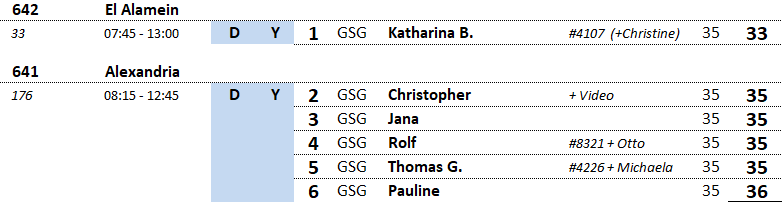 642 El Alamein
33 07:45 - 13:00 D Y 1 GSG Katharina B. #4107 (+Christine) 35 33
641 Alexandria
176 08:15 - 12:45 D Y 2 GSG Christopher + Video 35 35
3 GSG Jana 35 35
4 GSG Rolf #8321 + Otto 35 35
5 GSG Thomas G. #4226 + Michaela 35 35
6 GSG Pauline 35 36